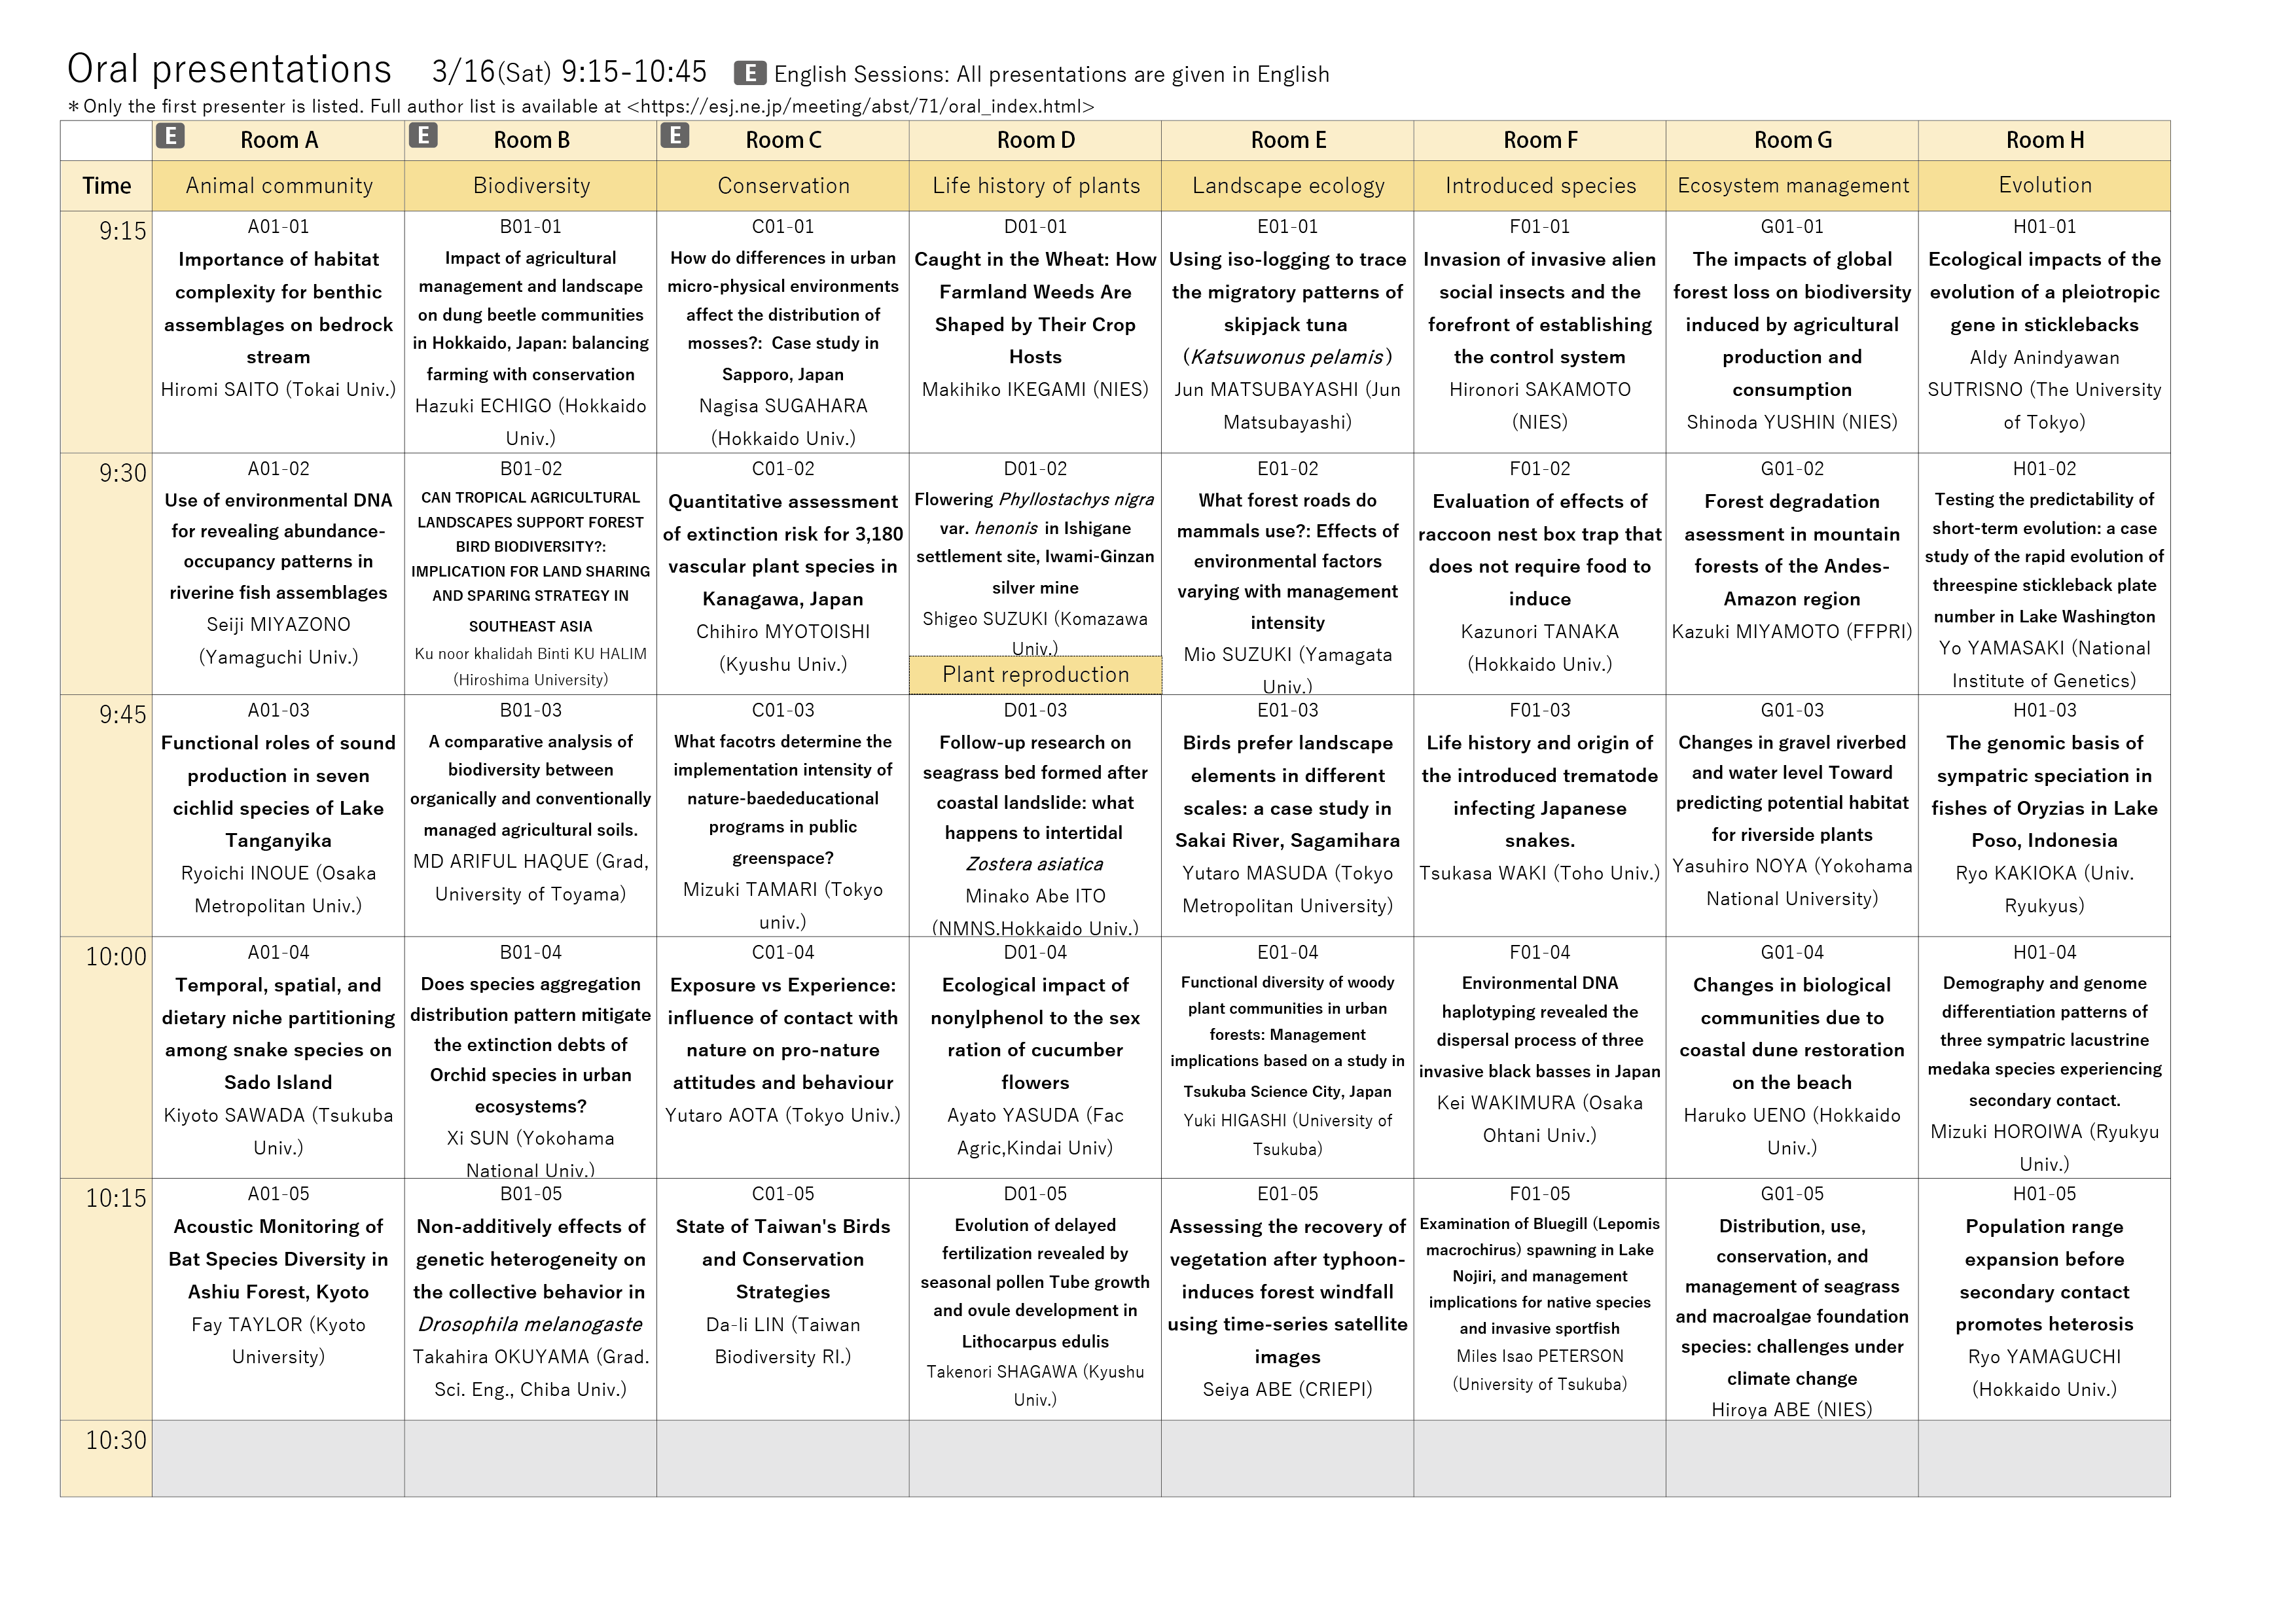 Oral presentations 3/16(Sat) 9:15-10:45 E English Sessions: All presentations are given in English
＊Only the first presenter is listed. Full author list is available at <https://esj.ne.jp/meeting/abst/71/oral_index.html>
E Room A E Room B E Room C Room D Room E Room F Room G Room H
Time Animal community Biodiversity Conservation Life history of plants Landscape ecology Introduced species Ecosystem management Evolution
9:15
A01-01
Importance of habitat
complexity for benthic
assemblages on bedrock
stream
Hiromi SAITO (Tokai Univ.)
B01-01
Impact of agricultural
management and landscape
on dung beetle communities
in Hokkaido, Japan: balancing
farming with conservation
Hazuki ECHIGO (Hokkaido
Univ.)
C01-01
How do differences in urban
micro-physical environments
affect the distribution of
mosses?: Case study in
Sapporo, Japan
Nagisa SUGAHARA
(Hokkaido Univ.)
D01-01
Caught in the Wheat: How
Farmland Weeds Are
Shaped by Their Crop
Hosts
Makihiko IKEGAMI (NIES)
E01-01
Using iso-logging to trace
the migratory patterns of
skipjack tuna
(Katsuwonus pelamis)
Jun MATSUBAYASHI (Jun
Matsubayashi)
F01-01
Invasion of invasive alien
social insects and the
forefront of establishing
the control system
Hironori SAKAMOTO
(NIES)
G01-01
The impacts of global
forest loss on biodiversity
induced by agricultural
production and
consumption
Shinoda YUSHIN (NIES)
H01-01
Ecological impacts of the
evolution of a pleiotropic
gene in sticklebacks
Aldy Anindyawan
SUTRISNO (The University
of Tokyo)
9:30
A01-02
Use of environmental DNA
for revealing abundance-
occupancy patterns in
riverine fish assemblages
Seiji MIYAZONO
(Yamaguchi Univ.)
B01-02
CAN TROPICAL AGRICULTURAL
LANDSCAPES SUPPORT FOREST
BIRD BIODIVERSITY?:
IMPLICATION FOR LAND SHARING
AND SPARING STRATEGY IN
SOUTHEAST ASIA
Ku noor khalidah Binti KU HALIM
(Hiroshima University)
C01-02
Quantitative assessment
of extinction risk for 3,180
vascular plant species in
Kanagawa, Japan
Chihiro MYOTOISHI
(Kyushu Univ.)
D01-02
Flowering Phyllostachys nigra
var. henonis in Ishigane
settlement site, Iwami-Ginzan
silver mine
Shigeo SUZUKI (Komazawa
Univ.)
Plant reproduction
E01-02
What forest roads do
mammals use?: Effects of
environmental factors
varying with management
intensity
Mio SUZUKI (Yamagata
Univ.)
F01-02
Evaluation of effects of
raccoon nest box trap that
does not require food to
induce
Kazunori TANAKA
(Hokkaido Univ.)
G01-02
Forest degradation
asessment in mountain
forests of the Andes-
Amazon region
Kazuki MIYAMOTO (FFPRI)
H01-02
Testing the predictability of
short-term evolution: a case
study of the rapid evolution of
threespine stickleback plate
number in Lake Washington
Yo YAMASAKI (National
Institute of Genetics)
9:45
A01-03
Functional roles of sound
production in seven
cichlid species of Lake
Tanganyika
Ryoichi INOUE (Osaka
Metropolitan Univ.)
B01-03
A comparative analysis of
biodiversity between
organically and conventionally
managed agricultural soils.
MD ARIFUL HAQUE (Grad,
University of Toyama)
C01-03
What facotrs determine the
implementation intensity of
nature-baededucational
programs in public
greenspace?
Mizuki TAMARI (Tokyo
univ.)
D01-03
Follow-up research on
seagrass bed formed after
coastal landslide: what
happens to intertidal
Zostera asiatica
Minako Abe ITO
(NMNS.Hokkaido Univ.)
E01-03
Birds prefer landscape
elements in different
scales: a case study in
Sakai River, Sagamihara
Yutaro MASUDA (Tokyo
Metropolitan University)
F01-03
Life history and origin of
the introduced trematode
infecting Japanese
snakes.
Tsukasa WAKI (Toho Univ.)
G01-03
Changes in gravel riverbed
and water level Toward
predicting potential habitat
for riverside plants
Yasuhiro NOYA (Yokohama
National University)
H01-03
The genomic basis of
sympatric speciation in
fishes of Oryzias in Lake
Poso, Indonesia
Ryo KAKIOKA (Univ.
Ryukyus)
10:00
A01-04
Temporal, spatial, and
dietary niche partitioning
among snake species on
Sado Island
Kiyoto SAWADA (Tsukuba
Univ.)
B01-04
Does species aggregation
distribution pattern mitigate
the extinction debts of
Orchid species in urban
ecosystems?
Xi SUN (Yokohama
National Univ.)
C01-04
Exposure vs Experience:
influence of contact with
nature on pro-nature
attitudes and behaviour
Yutaro AOTA (Tokyo Univ.)
D01-04
Ecological impact of
nonylphenol to the sex
ration of cucumber
flowers
Ayato YASUDA (Fac
Agric,Kindai Univ)
E01-04
Functional diversity of woody
plant communities in urban
forests: Management
implications based on a study in
Tsukuba Science City, Japan
Yuki HIGASHI (University of
Tsukuba)
F01-04
Environmental DNA
haplotyping revealed the
dispersal process of three
invasive black basses in Japan
Kei WAKIMURA (Osaka
Ohtani Univ.)
G01-04
Changes in biological
communities due to
coastal dune restoration
on the beach
Haruko UENO (Hokkaido
Univ.)
H01-04
Demography and genome
differentiation patterns of
three sympatric lacustrine
medaka species experiencing
secondary contact.
Mizuki HOROIWA (Ryukyu
Univ.)
10:15
A01-05
Acoustic Monitoring of
Bat Species Diversity in
Ashiu Forest, Kyoto
Fay TAYLOR (Kyoto
University)
B01-05
Non-additively effects of
genetic heterogeneity on
the collective behavior in
Drosophila melanogaste
Takahira OKUYAMA (Grad.
Sci. Eng., Chiba Univ.)
C01-05
State of Taiwan's Birds
and Conservation
Strategies
Da-li LIN (Taiwan
Biodiversity RI.)
D01-05
Evolution of delayed
fertilization revealed by
seasonal pollen Tube growth
and ovule development in
Lithocarpus edulis
Takenori SHAGAWA (Kyushu
Univ.)
E01-05
Assessing the recovery of
vegetation after typhoon-
induces forest windfall
using time-series satellite
images
Seiya ABE (CRIEPI)
F01-05
Examination of Bluegill (Lepomis
macrochirus) spawning in Lake
Nojiri, and management
implications for native species
and invasive sportfish
Miles Isao PETERSON
(University of Tsukuba)
G01-05
Distribution, use,
conservation, and
management of seagrass
and macroalgae foundation
species: challenges under
climate change
Hiroya ABE (NIES)
H01-05
Population range
expansion before
secondary contact
promotes heterosis
Ryo YAMAGUCHI
(Hokkaido Univ.)
10:30